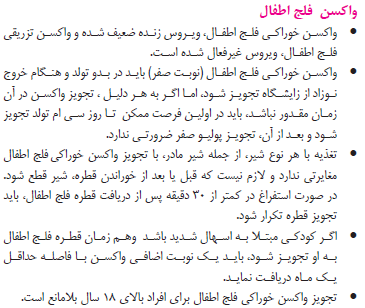 واکسن فلج اطفال
واکسن خوراکی فلج اطفال، ویروس زنده ضعیف شده و واکسن تزریقی
فلج اطفال، ویروس غیرفعال شده است.
واکسن خوراکی فلج اطفال (نوبت صفر) باید در بدو تولد و هنگام خروج
نوزاد از زایشگاه تجویز شود، اما اگر به هر دلیل ، تجویز واکسن در آن
زمان مقدور نباشد، باید در اولین فرصت ممکن تا روز سی ام تولد تجویز
شود و بعد از آن، تجویز پولیو صفر ضرورتی ندارد.
تغذیه با هر نوع شیر، از جمله شیر مادر، با تجویز واکسن خوراکی فلج اطفال
مغایرتی ندارد و لازم نیست که قبل یا بعد از خوراندن قطره، شیر قطع شود.
در صورت استفراغ در کمتر از ۳۰ دقیقه پس از دریافت قطره فلج اطفال، باید
تجویز قطره تکرار شود.
اگر کودکی مبتلا به اسهال شدید باشد وهم زمان قطره فلج اطفال
به او تجویز شود، باید یک نوبت اضافی واکسن با فاصله حداقل
یک ماه دریافت نماید.
تجویز واکسن خوراکی فلج اطفال برای افراد بالای ۱۸ سال بلامانع است.